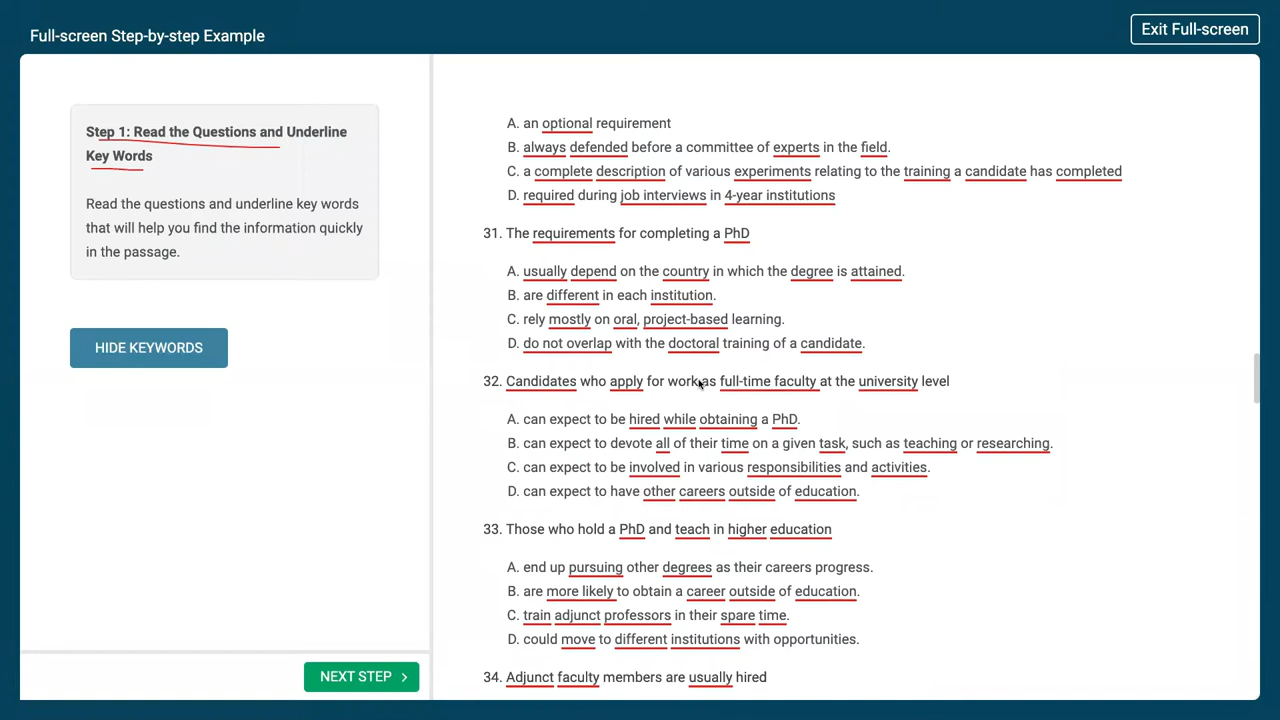 Full-screen Step-by-step Example
Exit Full-screen
Step 1: Read the Questions and Underline
Key Words
Read the questions and underline key words
that will help you find the information quickly
in the passage.
HIDE KEYWORDS
NEXT STEP
A. an optional requirement
B. always defended before a committee of experts in the field.
C. a complete description of various experiments relating to the training a candidate has completed
D. required during job interviews in 4-year institutions
31. The requirements for completing a PhD
A. usually depend on the country in which the degree is attained.
B. are different in each institution.
C. rely mostly on oral, project-based learning.
D. do not overlap with the doctoral training of a candidate.
32. Candidates who apply for work as full-time faculty at the university level
A. can expect to be hired while obtaining a PhD.
B. can expect to devote all of their time on a given task, such as teaching or researching.
C. can expect to be involved in various responsibilities and activities.
D. can expect to have other careers outside of education.
33. Those who hold a PhD and teach in higher education
A. end up pursuing other degrees as their careers progress.
B. are more likely to obtain a career outside of education.
C. train adjunct professors in their spare time.
D. could move to different institutions with opportunities.
34. Adjunct faculty members are usually hired